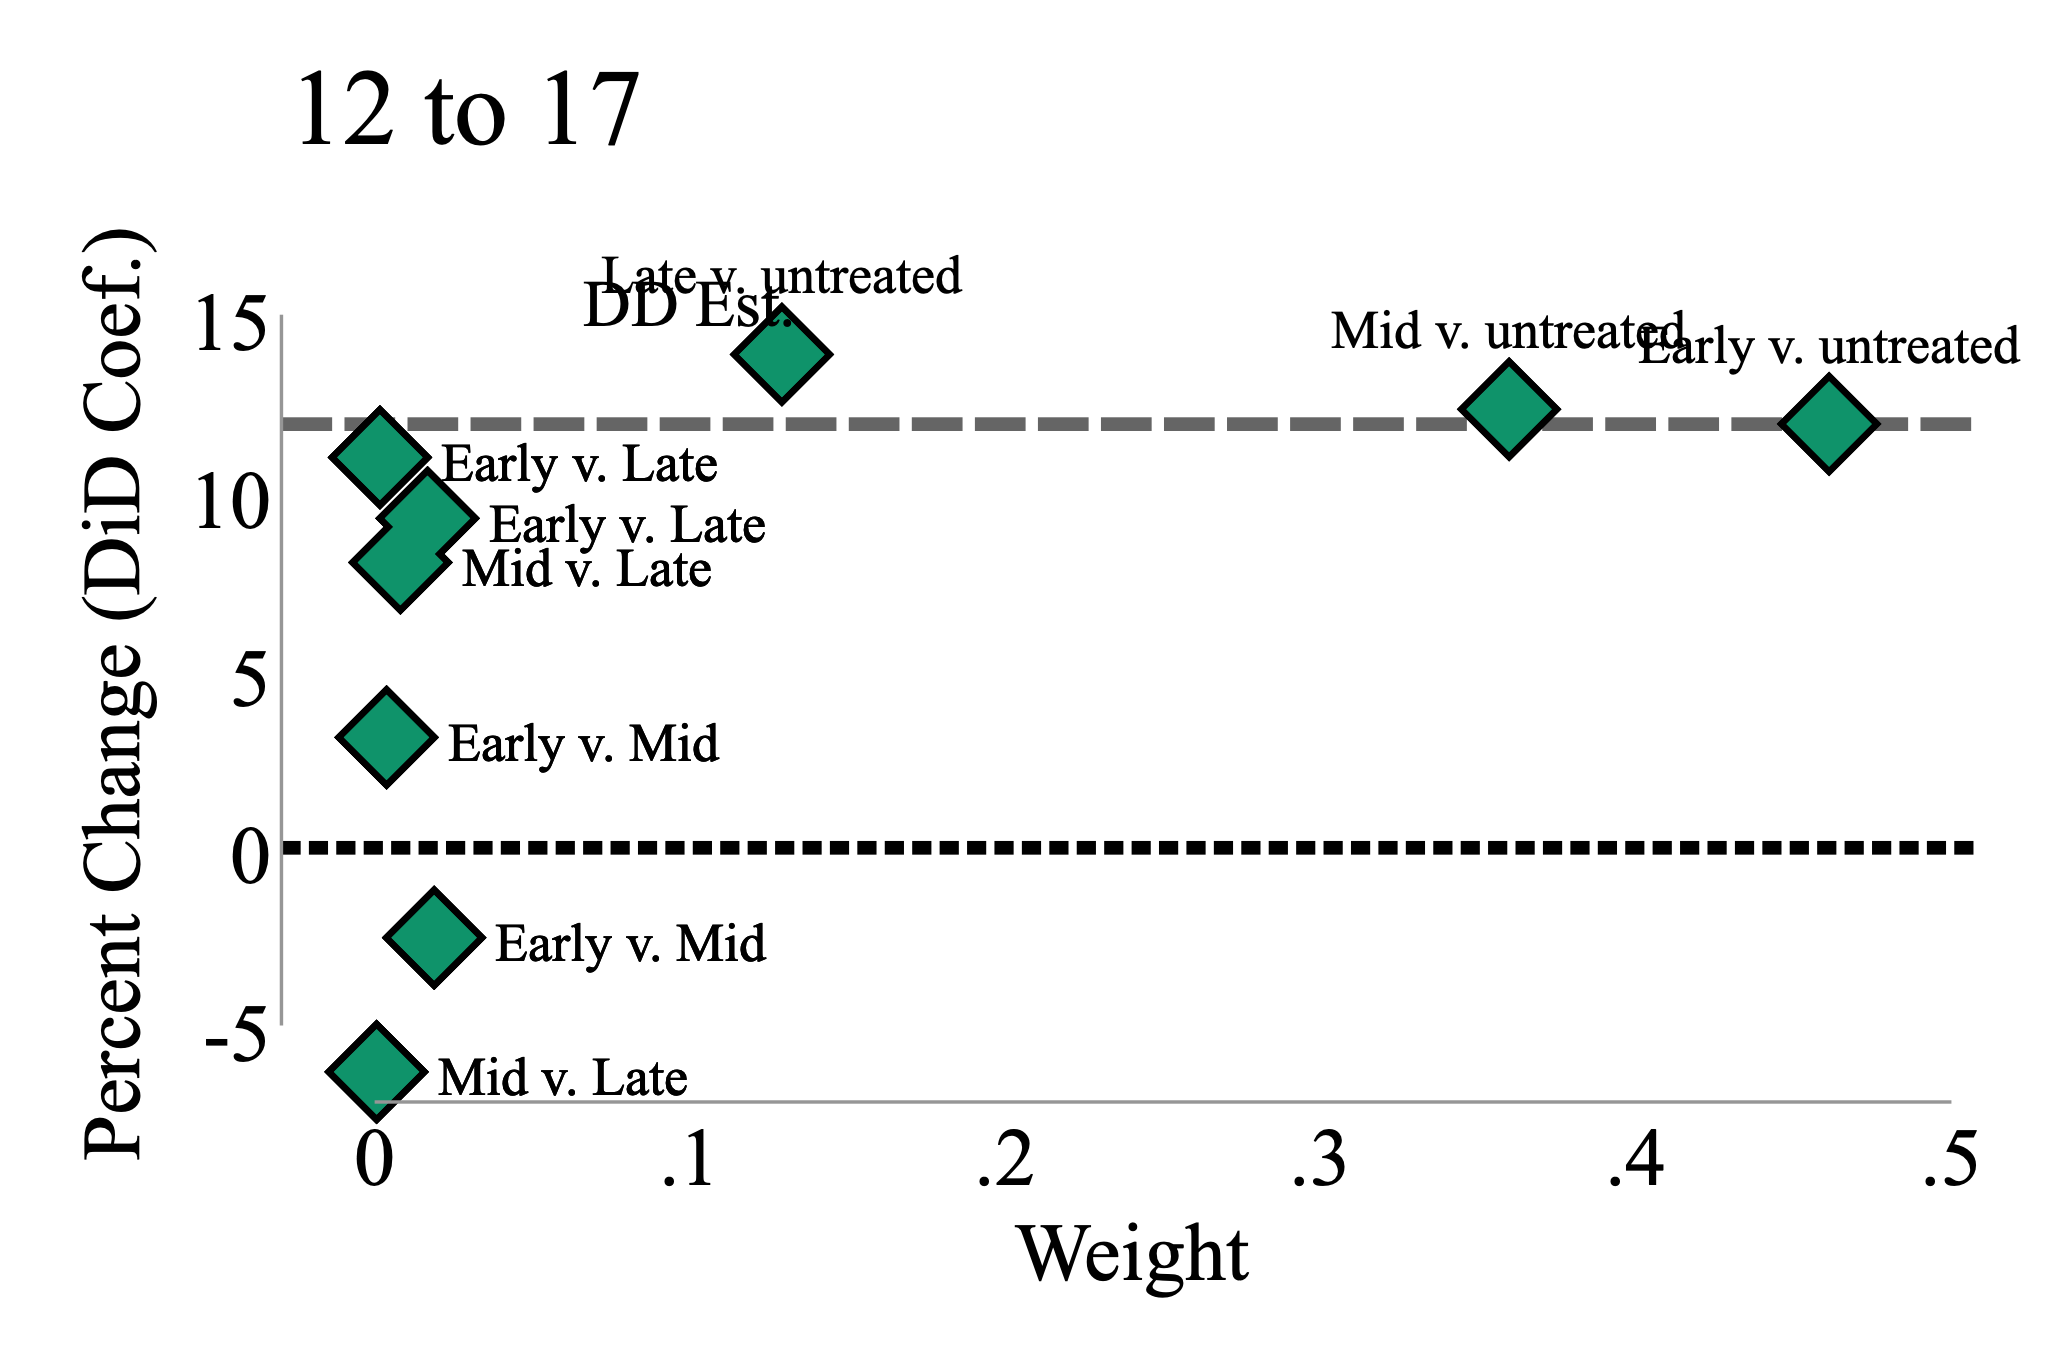 12 to 17
Percent Change (DiD Coef.)
15
10
5
0
-5
Late v. untreated
DD Est.
Mid v. untreated
Early v. untreated
Early v. Late
Early v. Late
Mid v. Late
Early v. Mid
Early v. Mid
Mid v. Late
0 .1 .2 .3 .4 .5
Weight